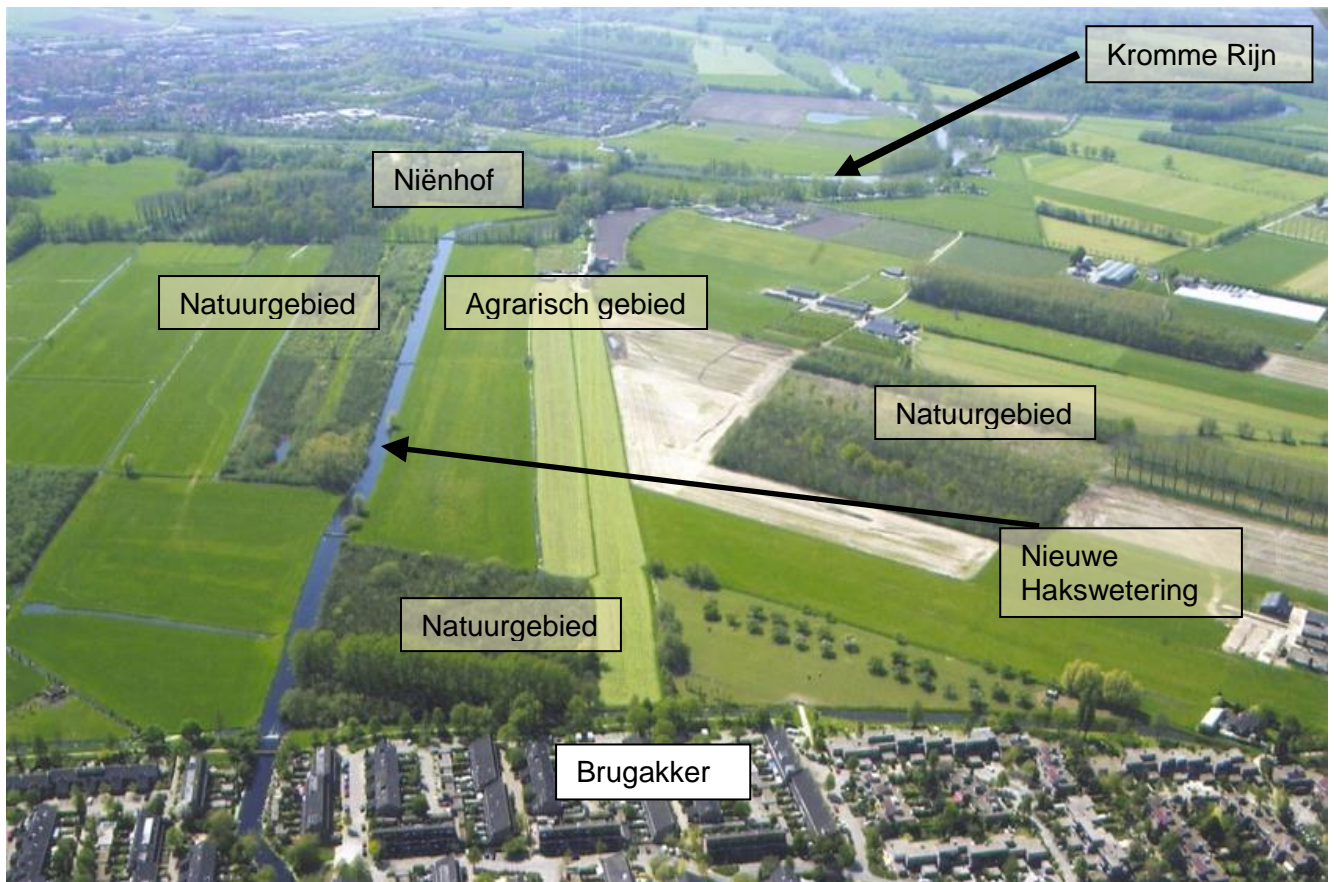 Kromme Rijn
Niënhof
Natuurgebied
Agrarisch gebied
Natuurgebied
Nieuwe
Hakswetering
Natuurgebied
Brugakker